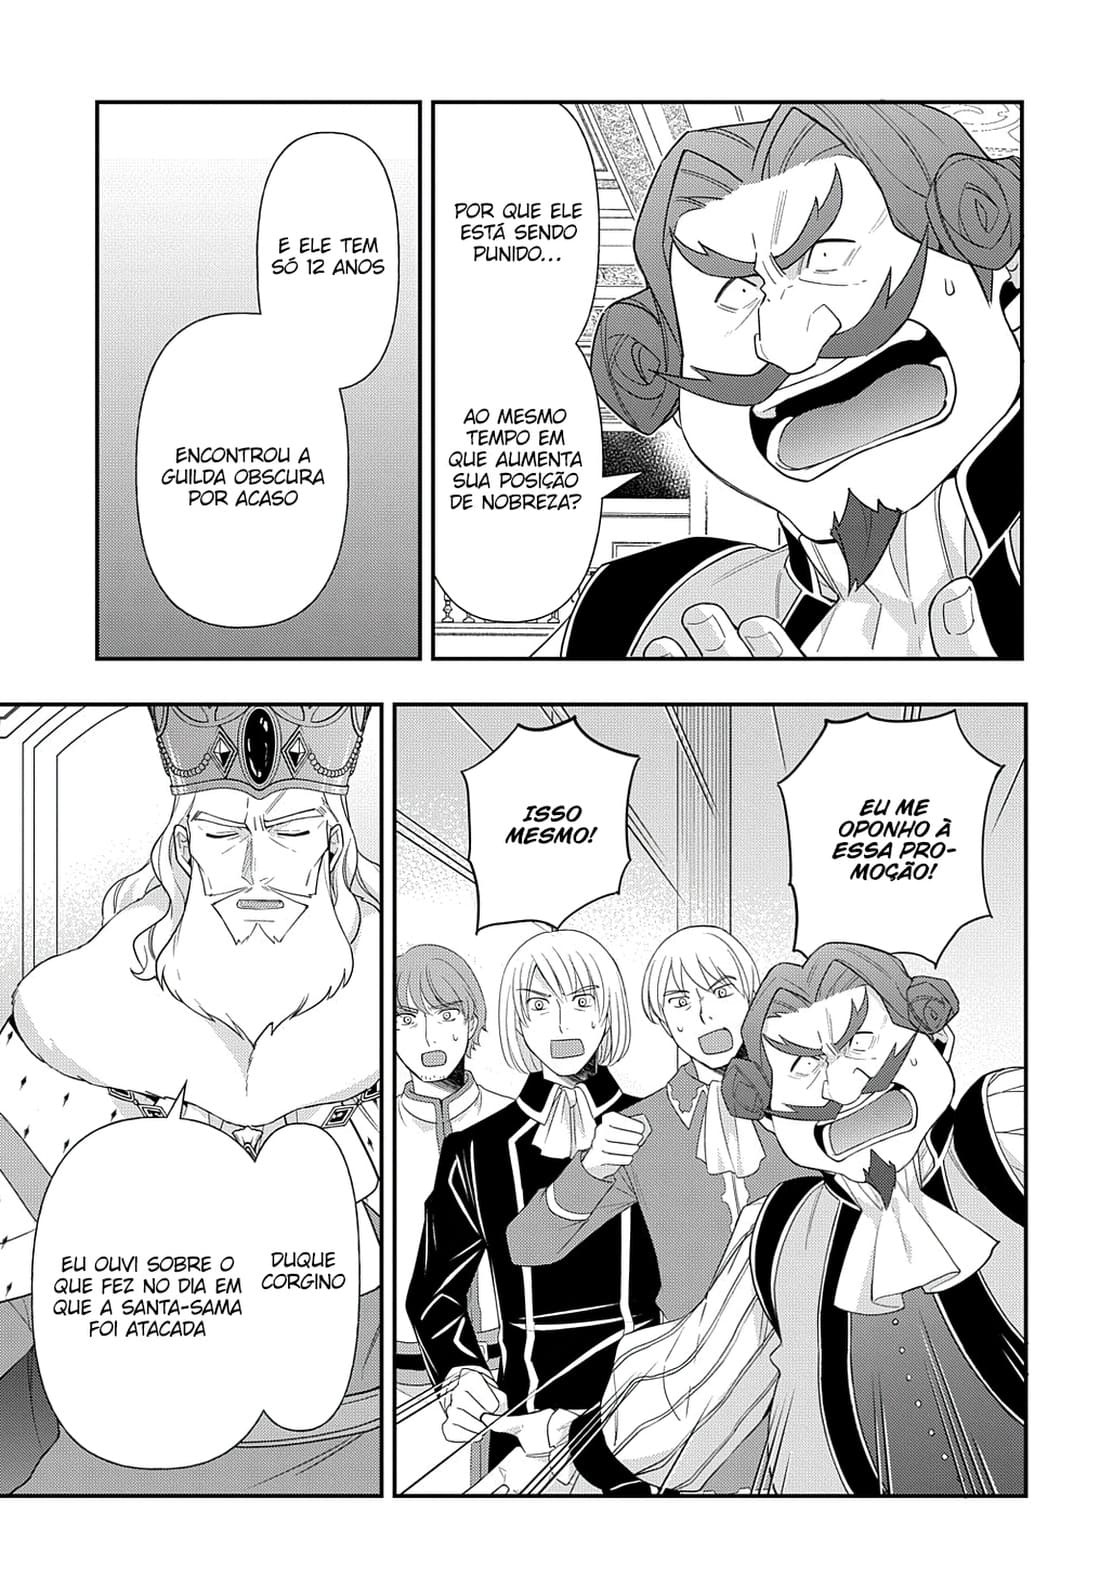 POR QUE ELE
ESTÁ SENDO
PUNIDO...
AO MESMO
TEMPO EM
QUE AUMENTA
SUA POSIÇÃO
DE NOBREZA?
E ELE TEM
SÓ 12 ANOS
ENCONTROU A
GUILDA OBSCURA
POR ACASO
EU ME
OPONHO À
ESSA PRO-
MOÇÃO!
ISSO
MESMO!
DUQUE
CORGINO
EU OUVI SOBRE O
QUE FEZ NO DIA EM
QUE A SANTA-SAMA
FOI ATACADA